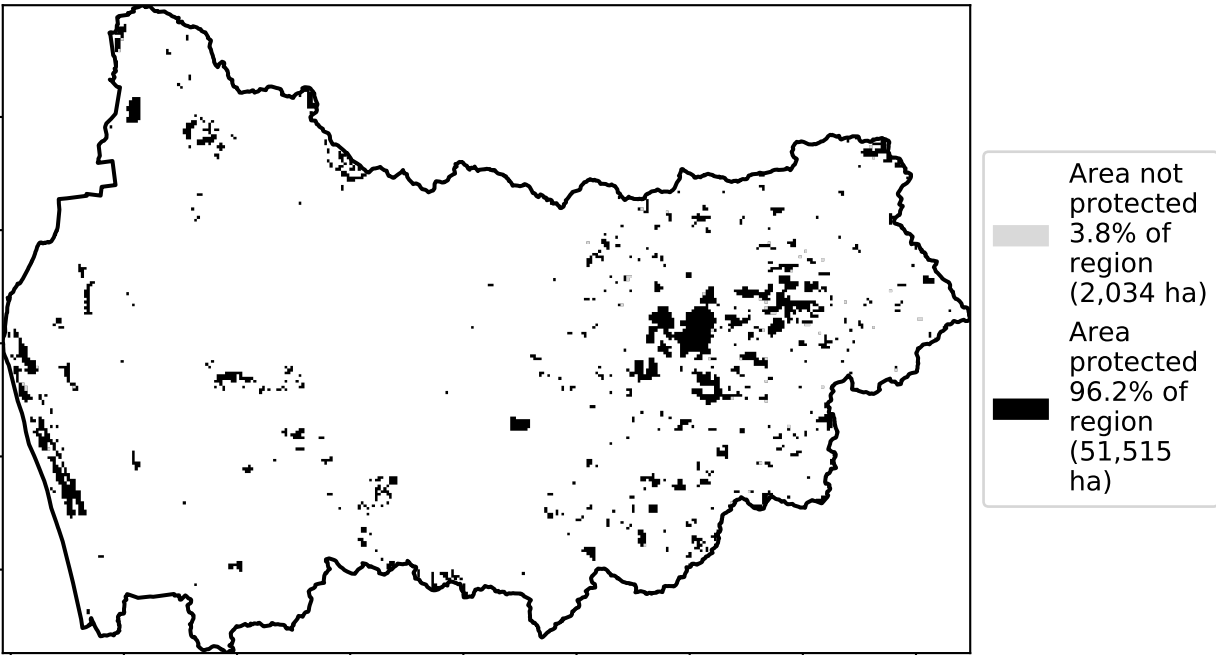 Area not
protected
3.8% of
region
(2,034 ha)
Area
protected
96.2% of
region
(51,515
ha)